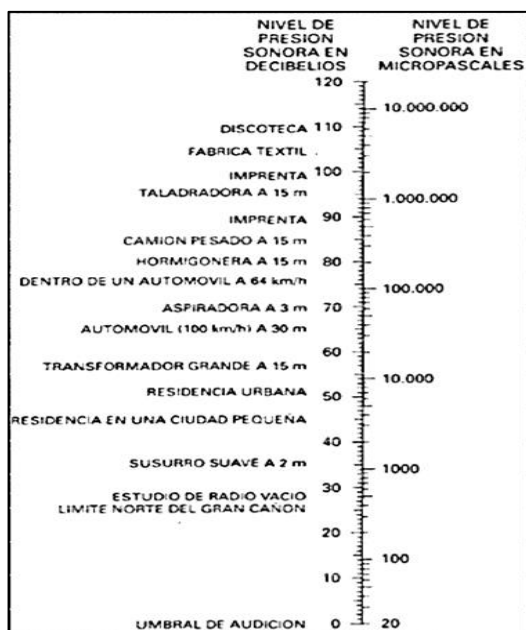 NIVEL DE PRESION SONORA EN DECIBELIOS
NIVEL DE PRESION SONORA EN MICROPASCALES
120
10.000.000
DISCOTECA 110
FABRICA TEXTIL
IMPRENTA 100
TALADRADORA A 15 m
1.000.000
IMPRENTA 90
CAMION PESADO A 15 m
HORMIGONERA A 15 m 80
DENTRO DE UN AUTOMOVIL A 64 km/h
100.000
ASPIRADORA A 3 m 70
AUTOMOVIL (100 km/h) A 30 m
60
TRANSFORMADOR GRANDE A 15 m
10.000
RESIDENCIA URBANA 50
RESIDENCIA EN UNA CIUDAD PEQUEÑA
40
SUSURRO SUAVE A 2 m
1000
30
ESTUDIO DE RADIO VACIO
LIMITE NORTE DEL GRAN CAÑON
20
100
10
UMBRAL DE AUDICION 0 20